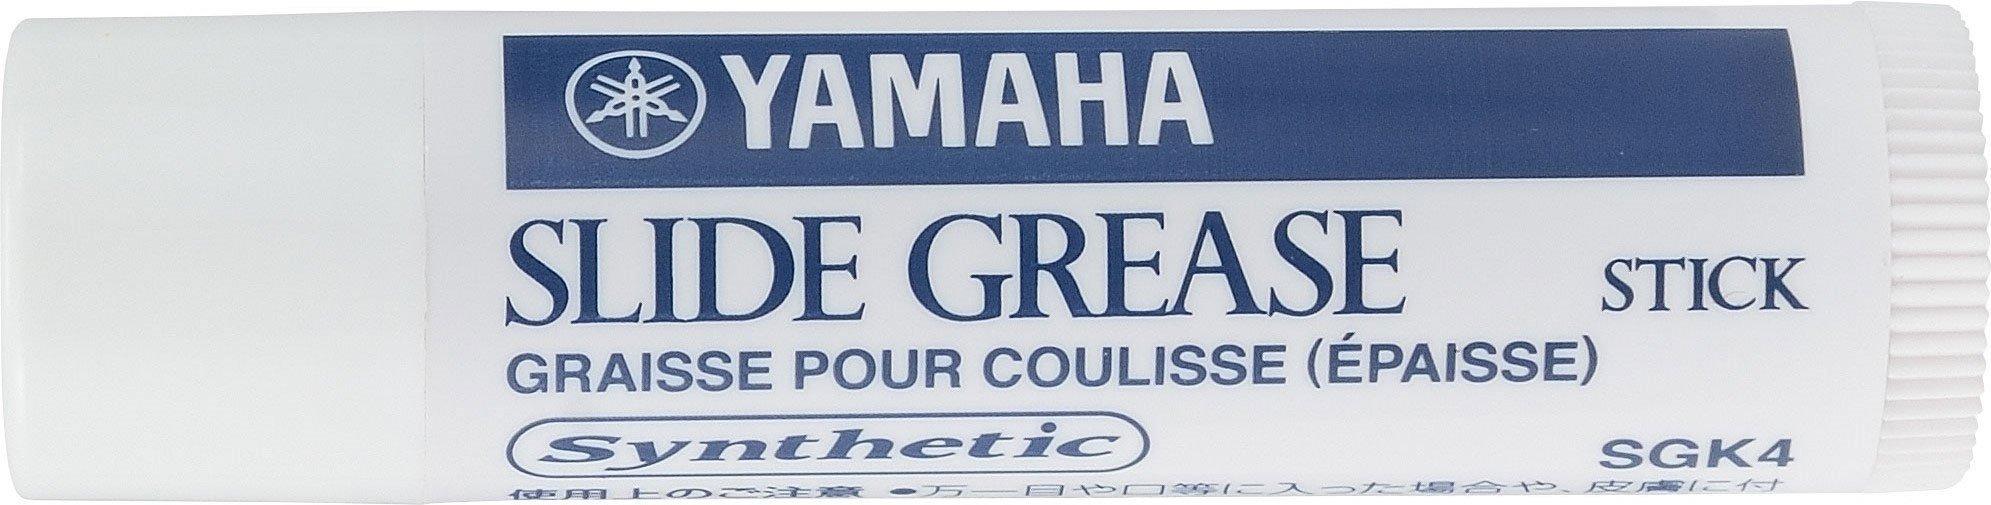 YAMAHA
SLIDE GREASE STICK
GRAISSE POUR COULISSE (ÉPAISSE)
Synthetic SGK4
使用上のご注意 ●万一目や口等に入った場合や、皮膚に付